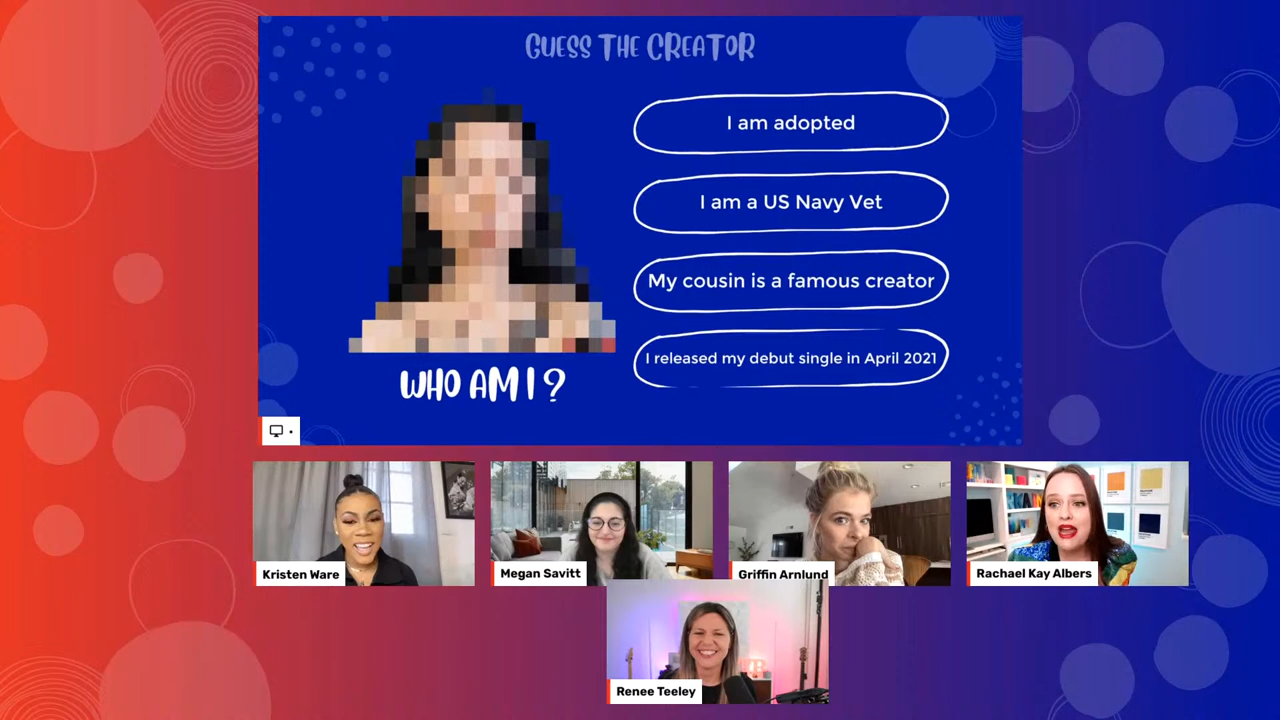 GUESS THE CREATOR
I am adopted
I am a US Navy Vet
My cousin is a famous creator
I released my debut single in April 2021
WHO AM I?
Kristen Ware
Megan Savitt
Griffin Arnlund
Rachael Kay Albers
Renee Teeley